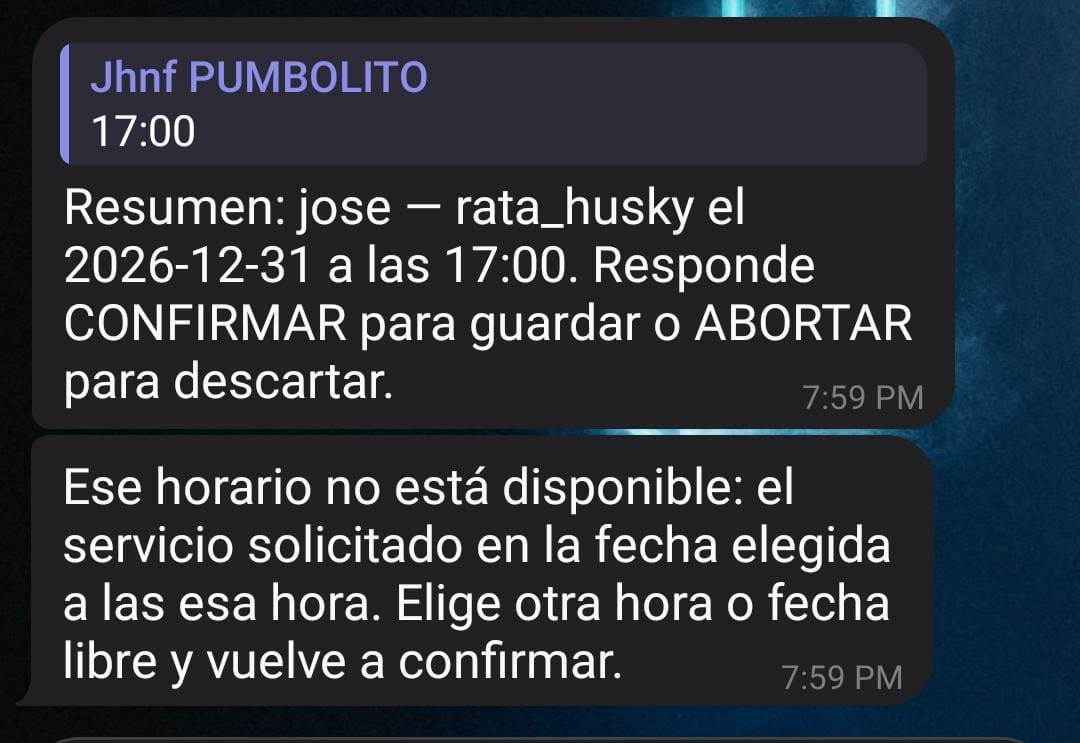 Jhnf PUMBOLITO
17:00
Resumen: jose — rata_husky el
2026-12-31 a las 17:00. Responde
CONFIRMAR para guardar o ABORTAR
para descartar.
7:59 PM
Ese horario no está disponible: el
servicio solicitado en la fecha elegida
a las esa hora. Elige otra hora o fecha
libre y vuelve a confirmar.
7:59 PM